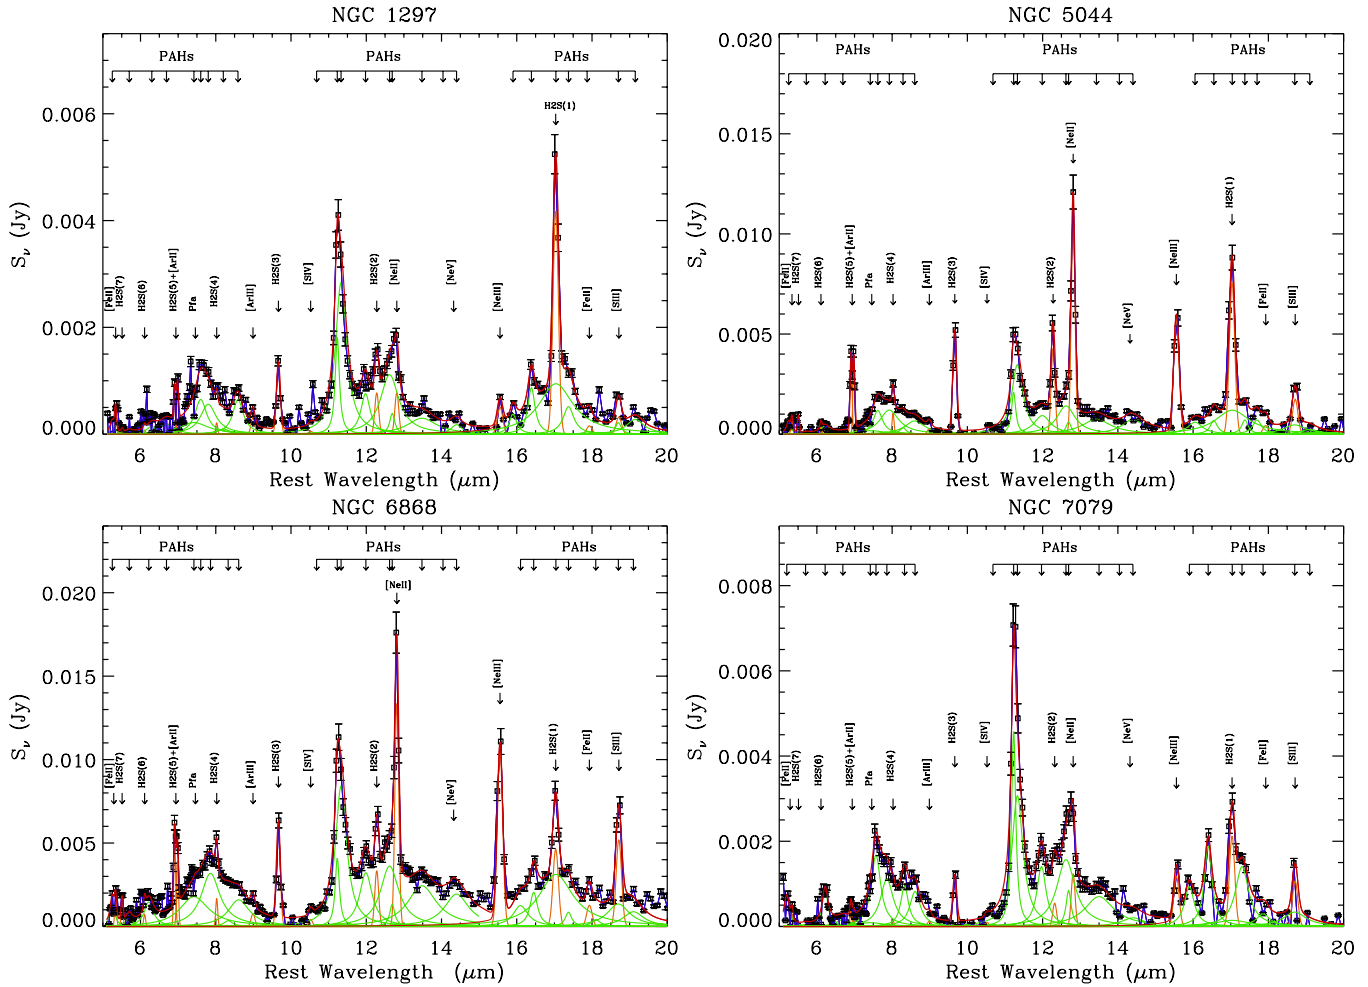 NGC 1297
PAHs PAHs PAHs
H2S(1)
[FeII] H2S(7) H2S(6) H2S(5)+[ArII] Pfa H2S(4) [ArIII] H2S(3) [SIV] H2S(2) [NeII] [NeV] [NeIII] [FeII] [SIII]
0.006
0.004
0.002
0.000
Sν (Jy)
6 8 10 12 14 16 18 20
Rest Wavelength (μm)
NGC 5044
PAHs PAHs PAHs
[NeII]
H2S(1)
[FeII] H2S(7) H2S(6) H2S(5)+[ArII] Pfa H2S(4) [ArIII] H2S(3) [SIV] H2S(2) [NeV] [NeIII] [FeII] [SIII]
0.020
0.015
0.010
0.005
0.000
Sν (Jy)
6 8 10 12 14 16 18 20
Rest Wavelength (μm)
NGC 6868
PAHs PAHs PAHs
[NeII]
[NeIII]
[FeII] H2S(7) H2S(6) H2S(5)+[ArII] Pfa H2S(4) [ArIII] H2S(3) [SIV] H2S(2) [NeV] H2S(1) [FeII] [SIII]
0.020
0.015
0.010
0.005
0.000
Sν (Jy)
6 8 10 12 14 16 18 20
Rest Wavelength (μm)
NGC 7079
PAHs PAHs PAHs
[FeII] H2S(7) H2S(6) H2S(5)+[ArII] Pfa H2S(4) [ArIII] H2S(3) [SIV] H2S(2) [NeII] [NeV] [NeIII] H2S(1) [FeII] [SIII]
0.008
0.006
0.004
0.002
0.000
Sν (Jy)
6 8 10 12 14 16 18 20
Rest Wavelength (μm)